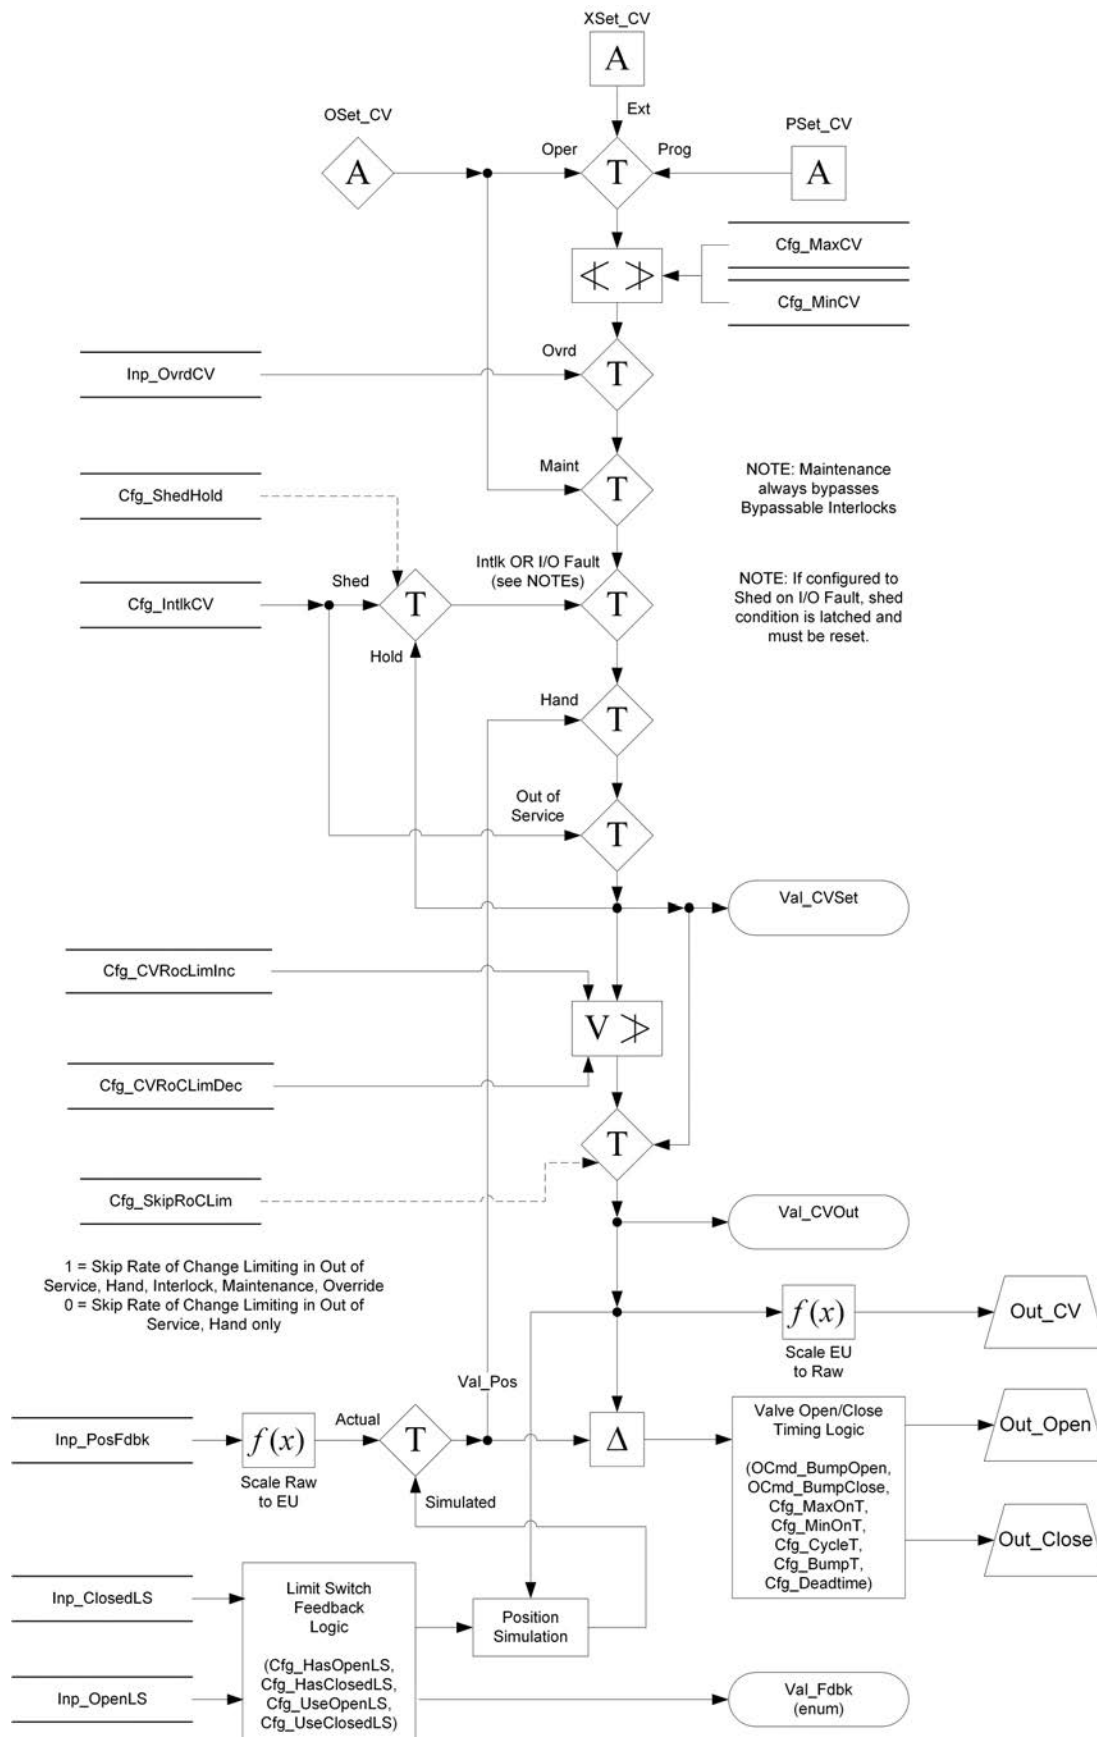 XSet_CV
A
Ext
OSet_CV
PSet_CV
Oper
Prog
A
T
A
Cfg_MaxCV
Cfg_MinCV
Ovrd
Inp_OvrdCV
T
Maint
Cfg_ShedHold
T
NOTE: Maintenance
always bypasses
Bypassable Interlocks
Intlk OR I/O Fault
(see NOTEs)
Shed
Cfg_IntlkCV
T
T
NOTE: If configured to
Shed on I/O Fault, shed
condition is latched and
must be reset.
Hold
Hand
T
Out of
Service
T
Val_CVSet
Cfg_CVRocLimInc
V
Cfg_CVRoCLimDec
T
Cfg_SkipRoCLim
Val_CVOut
1 = Skip Rate of Change Limiting in Out of
Service, Hand, Interlock, Maintenance, Override
0 = Skip Rate of Change Limiting in Out of
Service, Hand only
f(x)
Out_CV
Scale EU
to Raw
Val_Pos
Inp_PosFdbk
f(x)
Actual
T
Δ
Scale Raw
to EU
Simulated
Valve Open/Close
Timing Logic
(OCmd_BumpOpen,
OCmd_BumpClose,
Cfg_MaxOnT,
Cfg_MinOnT,
Cfg_CycleT,
Cfg_BumpT,
Cfg_Deadtime)
Out_Open
Out_Close
Inp_ClosedLS
Inp_OpenLS
Limit Switch
Feedback
Logic
(Cfg_HasOpenLS,
Cfg_HasClosedLS,
Cfg_UseOpenLS,
Cfg_UseClosedLS)
Position
Simulation
Val_Fdbk
(enum)